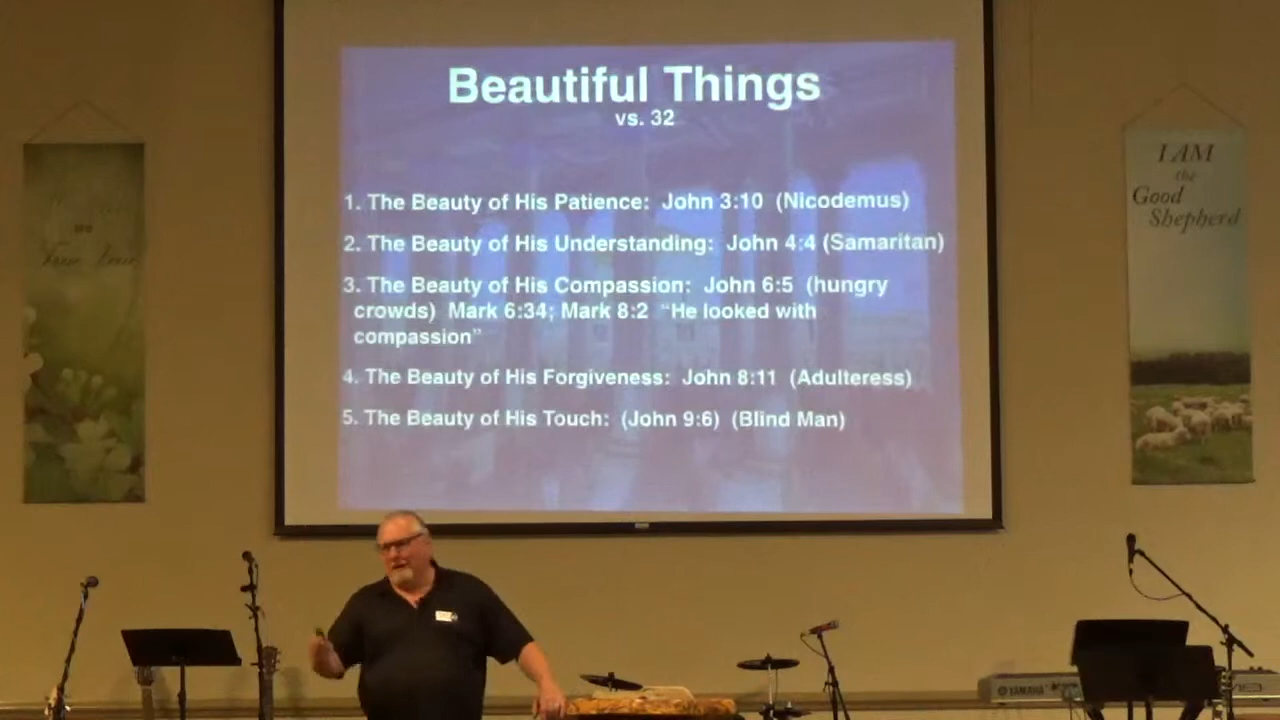 Beautiful Things
vs. 32
1. The Beauty of His Patience: John 3:10 (Nicodemus)
2. The Beauty of His Understanding: John 4:4 (Samaritan)
3. The Beauty of His Compassion: John 6:5 (hungry
crowds) Mark 6:34; Mark 8:2 “He looked with
compassion”
4. The Beauty of His Forgiveness: John 8:11 (Adulteress)
5. The Beauty of His Touch: (John 9:6) (Blind Man)
I AM
the
Good
Shepherd
YAMAHA